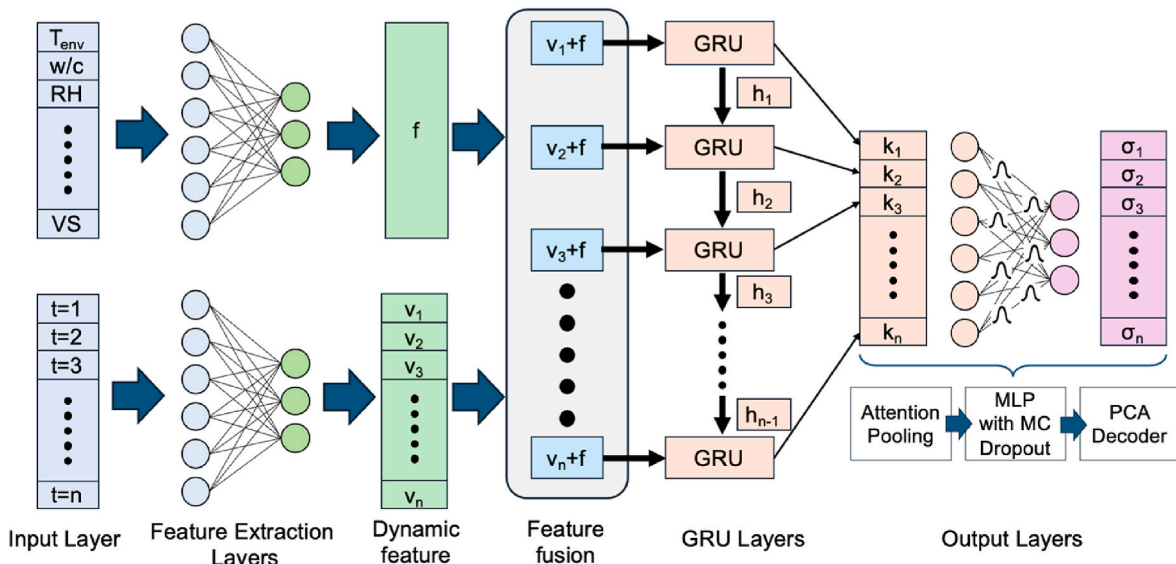 T_env
w/c
RH
VS
f
t=1
t=2
t=3
t=n
v₁
v₂
v₃
vₙ
v₁+f
v₂+f
v₃+f
vₙ+f
GRU
h₁
GRU
h₂
GRU
h₃
hₙ₋₁
GRU
k₁
k₂
k₃
kₙ
σ₁
σ₂
σ₃
σₙ
Attention
Pooling
MLP
with MC
Dropout
PCA
Decoder
Input Layer
Feature Extraction
Layers
Dynamic
feature
Feature
fusion
GRU Layers
Output Layers